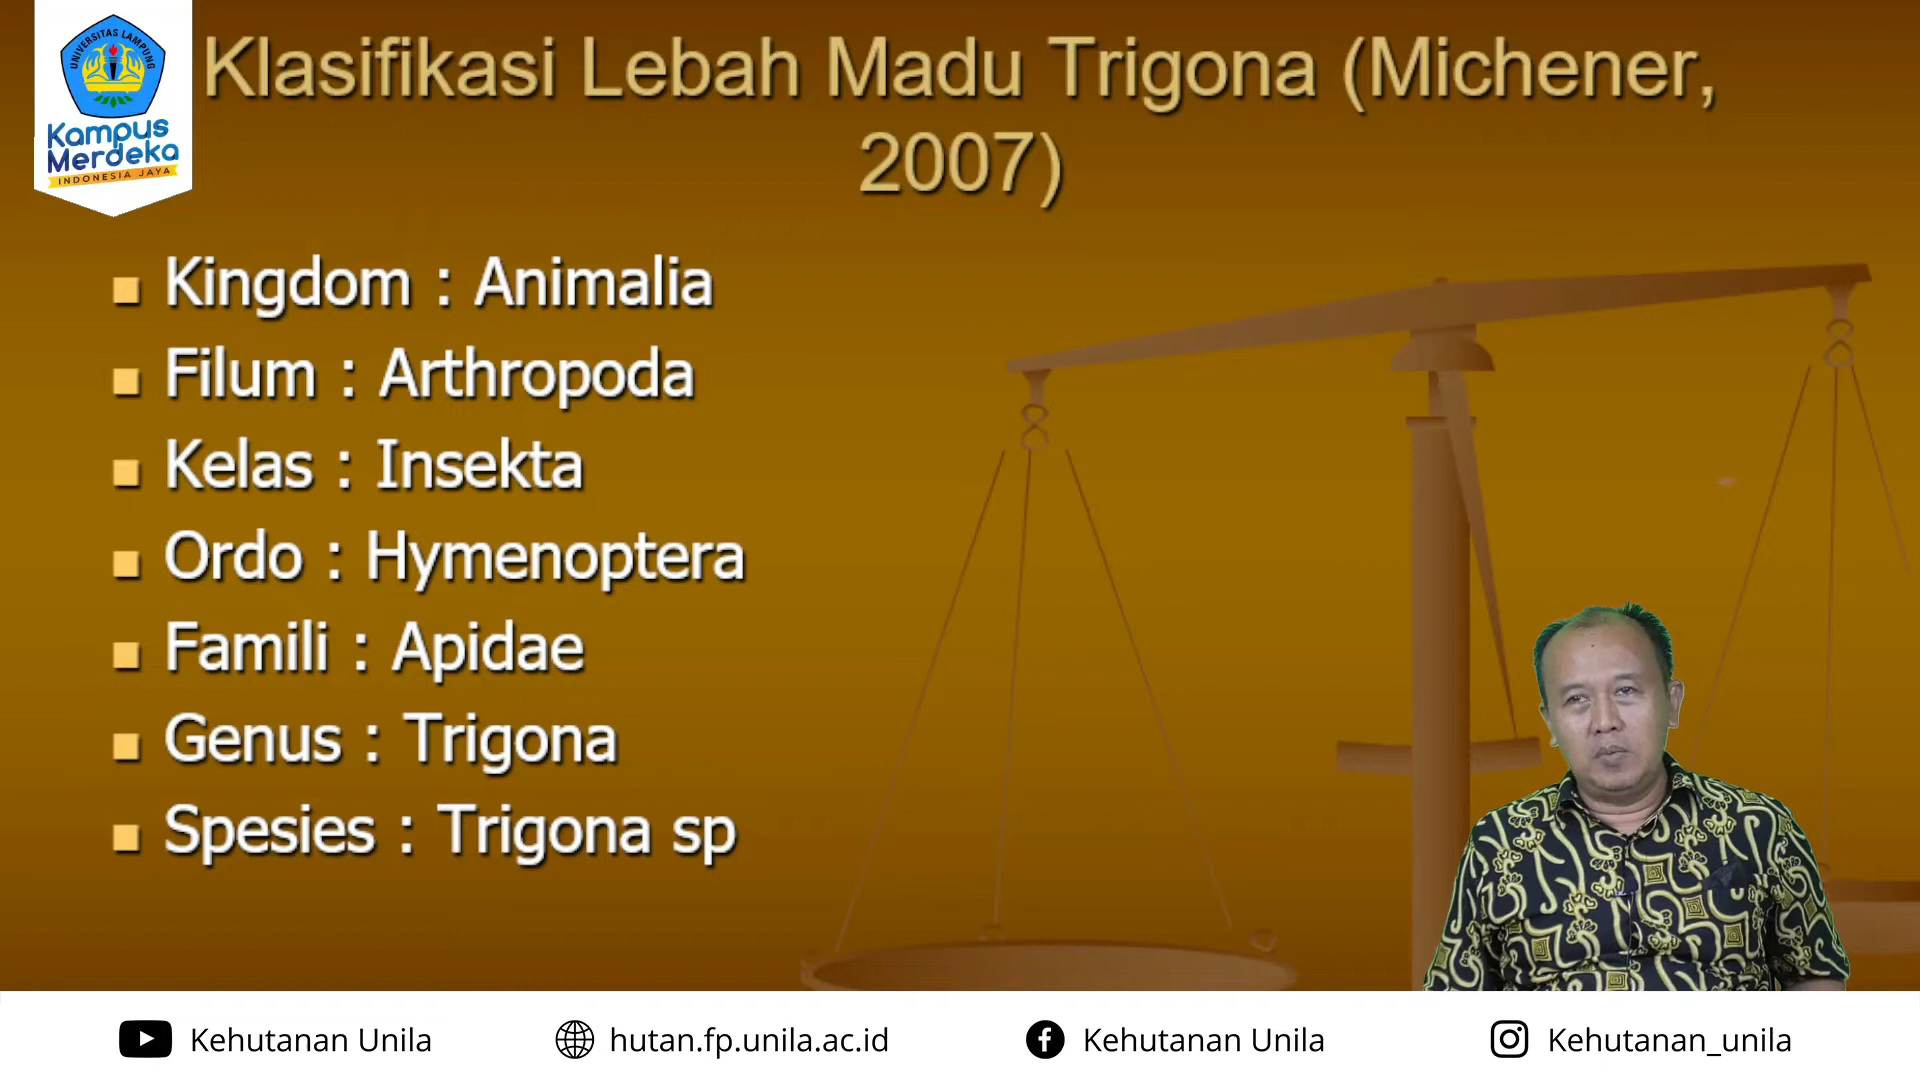 UNIVERSITAS LAMPUNG
Kampus
Merdeka
INDONESIA JAYA
Klasifikasi Lebah Madu Trigona (Michener,
2007)
Kingdom : Animalia
Filum : Arthropoda
Kelas : Insekta
Ordo : Hymenoptera
Famili : Apidae
Genus : Trigona
Spesies : Trigona sp
Kehutanan Unila
hutan.fp.unila.ac.id
Kehutanan Unila
Kehutanan_unila